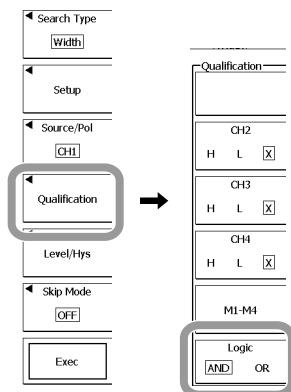 Search Type
Width
Setup
Source/Pol
CH1
Qualification
Level/Hys
Skip Mode
OFF
Exec
Qualification
CH2
H L X
CH3
H L X
CH4
H L X
M1-M4
Logic
AND OR